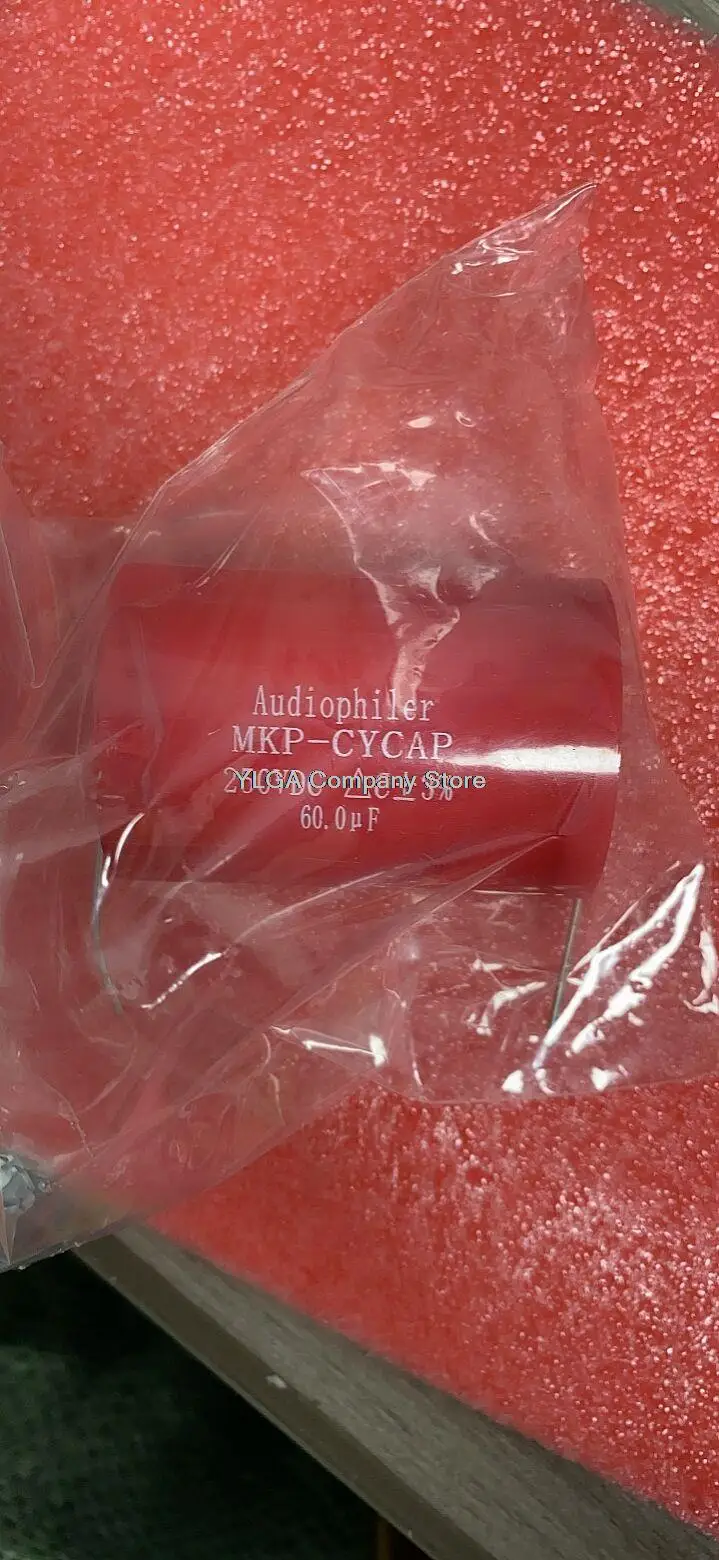 Audiophiler
MKP-CYCAP
YLGA Company Store
60.0μF